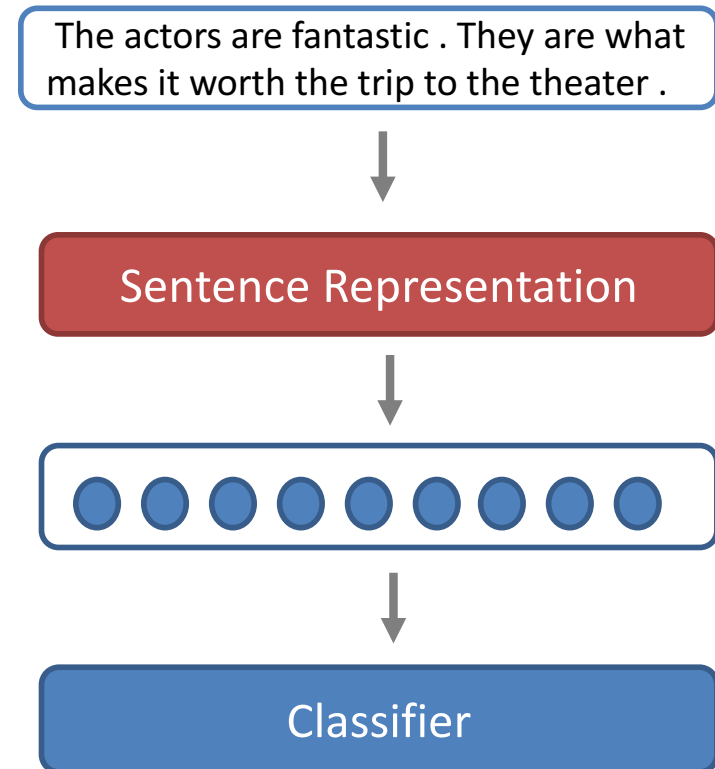 The actors are fantastic . They are what
makes it worth the trip to the theater .
Sentence Representation
Classifier